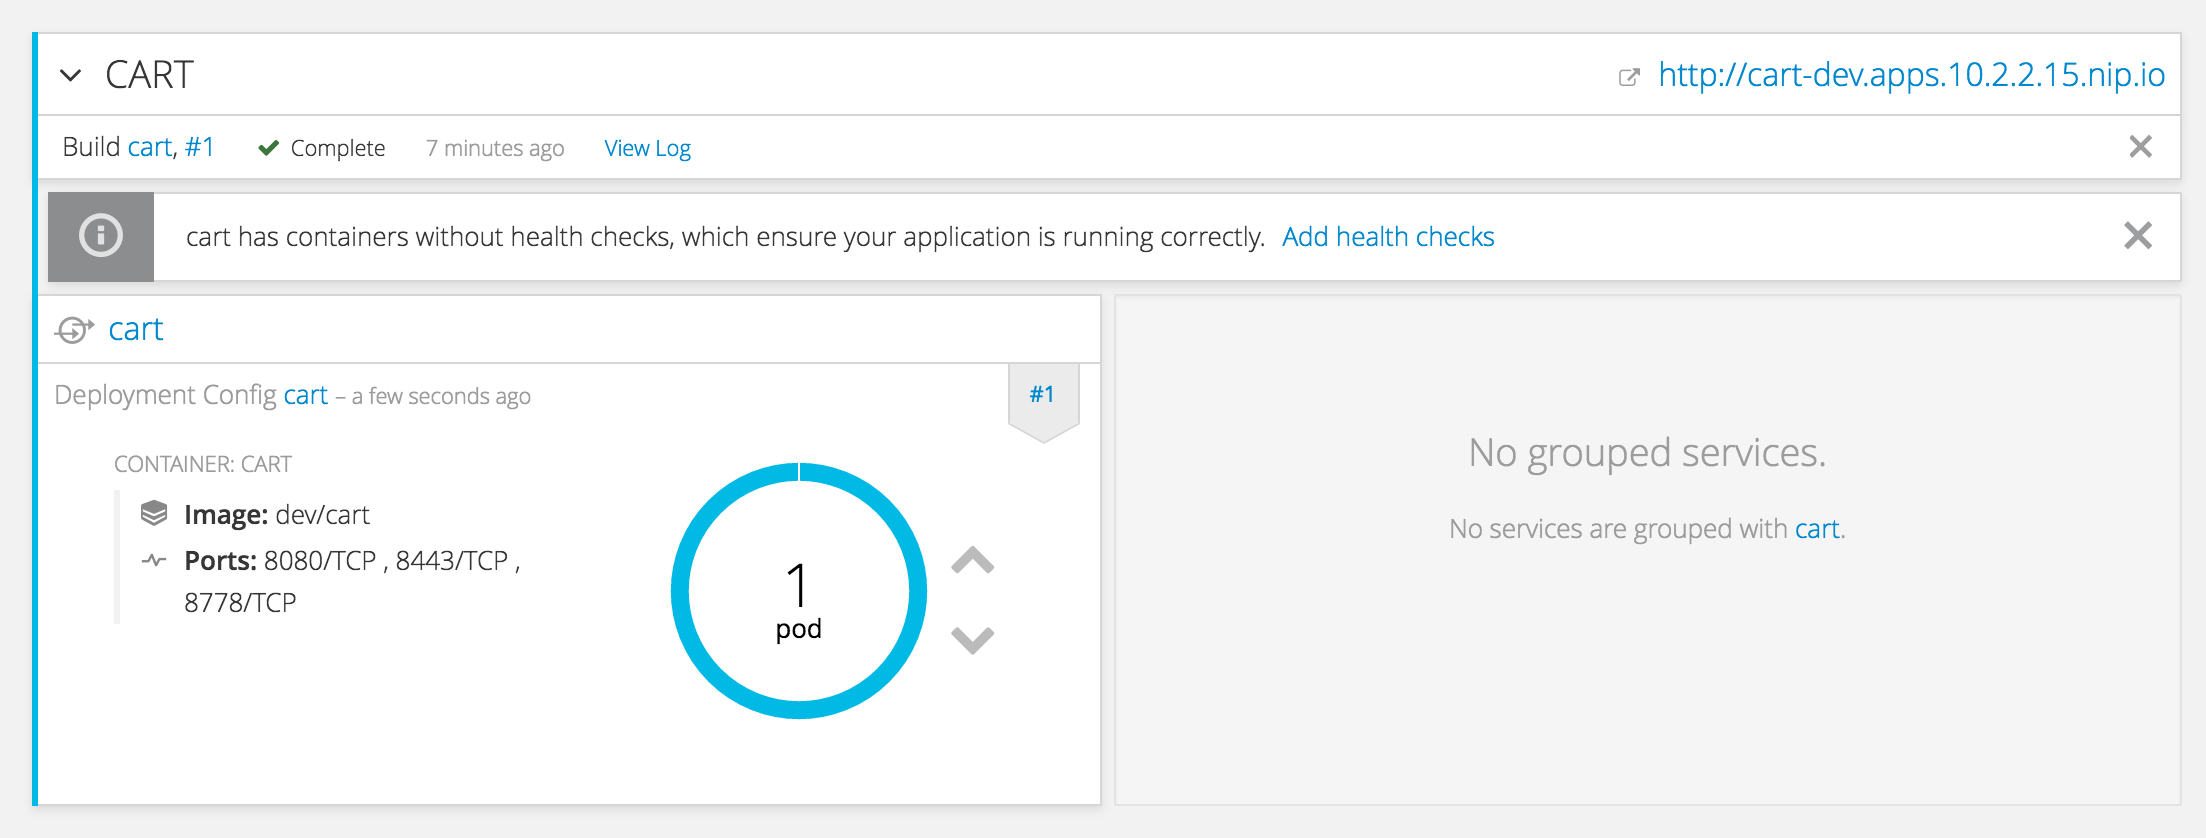 CART
http://cart-dev.apps.10.2.2.15.nip.io
Build cart, #1 Complete 7 minutes ago View Log
cart has containers without health checks, which ensure your application is running correctly. Add health checks
cart
Deployment Config cart – a few seconds ago
#1
CONTAINER: CART
Image: dev/cart
Ports: 8080/TCP , 8443/TCP ,
8778/TCP
1
pod
No grouped services.
No services are grouped with cart.